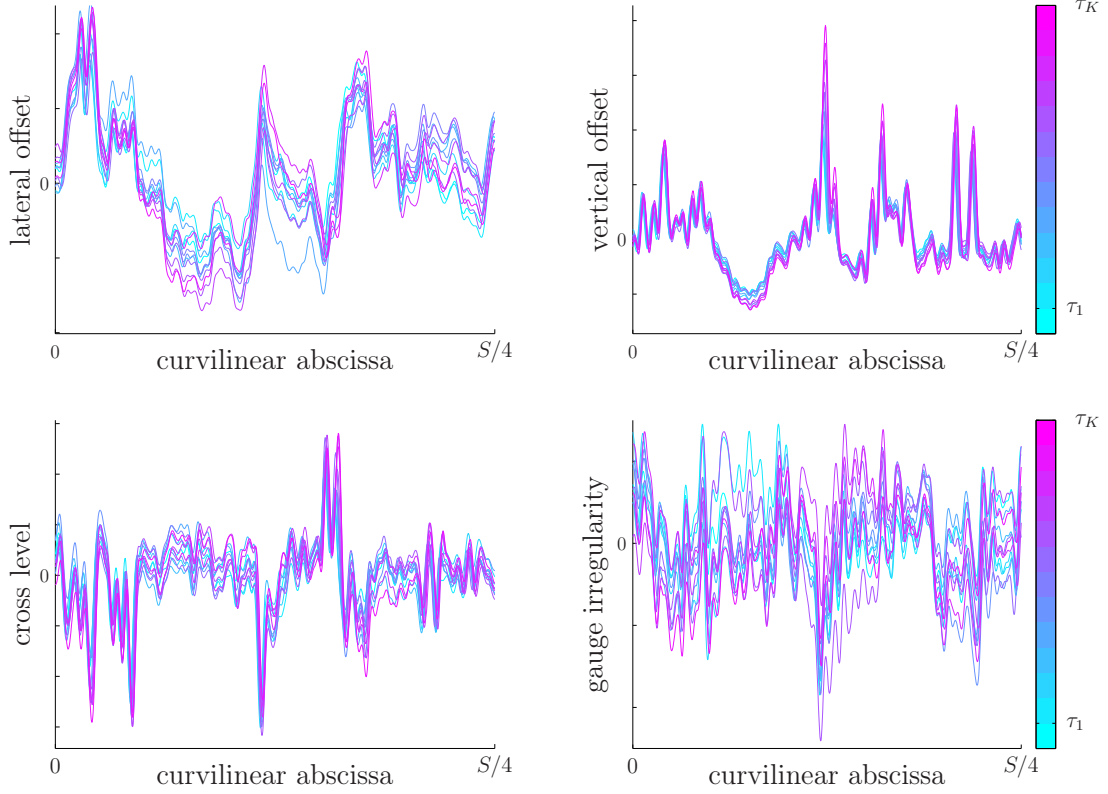 lateral offset
0
0
curvilinear abscissa
S/4
vertical offset
0
0
curvilinear abscissa
S/4
τ_K
τ_1
cross level
0
0
curvilinear abscissa
S/4
gauge irregularity
0
0
curvilinear abscissa
S/4
τ_K
τ_1